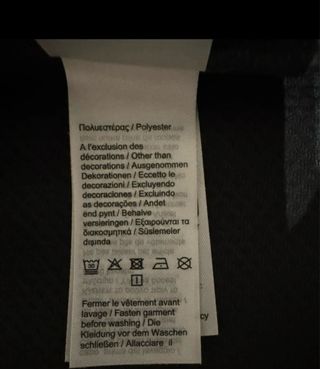 Πολυεστέρας / Polyester
A l'exclusion des
décorations / Other than
decorations / Ausgenommen
Dekorationen / Eccetto le
decorazioni / Excluyendo
decoraciones / Excluindo
as decorações / Andet
end pynt / Behalve
versieringen / Εξαιρούνται τα
διακοσμητικά / Süslemeler
dışında
Fermer le vêtement avant
lavage / Fasten garment
before washing / Die
Kleidung vor dem Waschen
schließen / Allacciare il